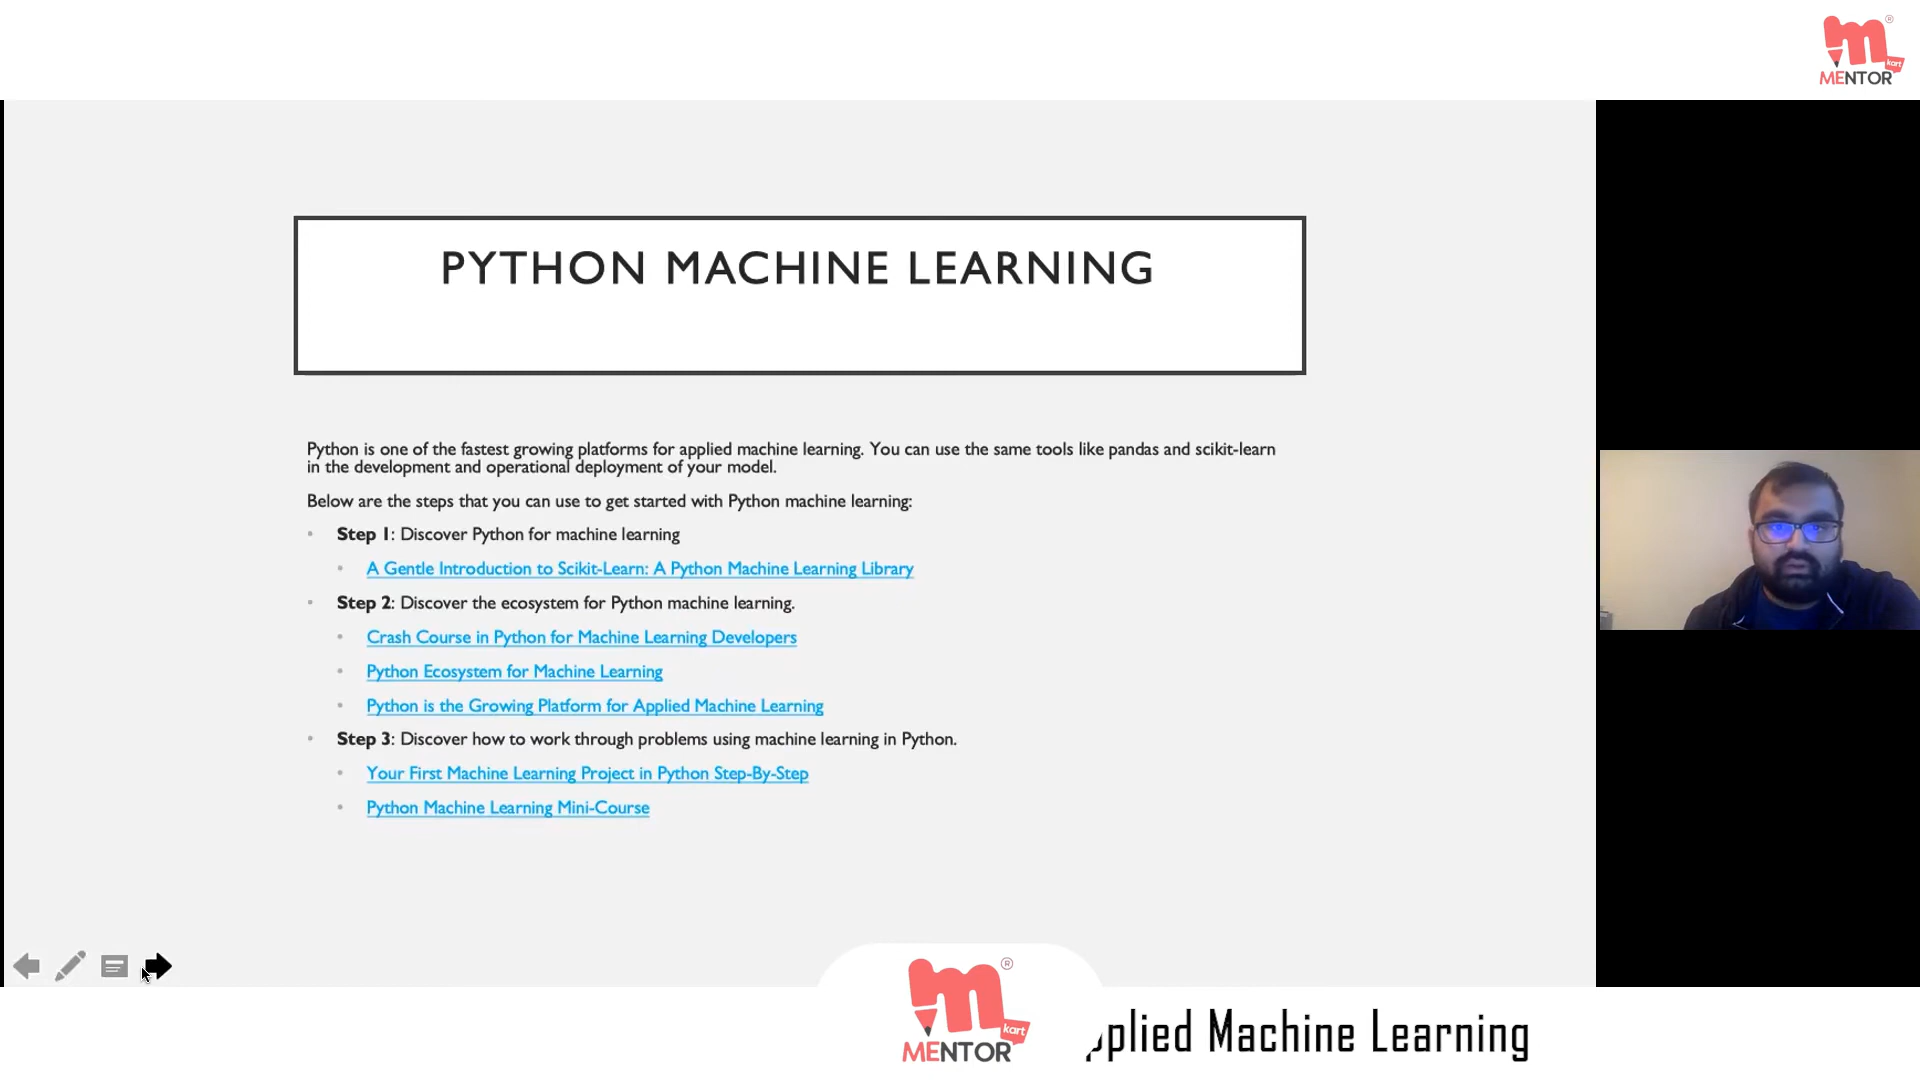 MENTOR
kart
®
PYTHON MACHINE LEARNING
Python is one of the fastest growing platforms for applied machine learning. You can use the same tools like pandas and scikit-learn
in the development and operational deployment of your model.
Below are the steps that you can use to get started with Python machine learning:
• Step 1: Discover Python for machine learning
• A Gentle Introduction to Scikit-Learn: A Python Machine Learning Library
• Step 2: Discover the ecosystem for Python machine learning.
• Crash Course in Python for Machine Learning Developers
• Python Ecosystem for Machine Learning
• Python is the Growing Platform for Applied Machine Learning
• Step 3: Discover how to work through problems using machine learning in Python.
• Your First Machine Learning Project in Python Step-By-Step
• Python Machine Learning Mini-Course
®
kart
MENTOR
pplied Machine Learning